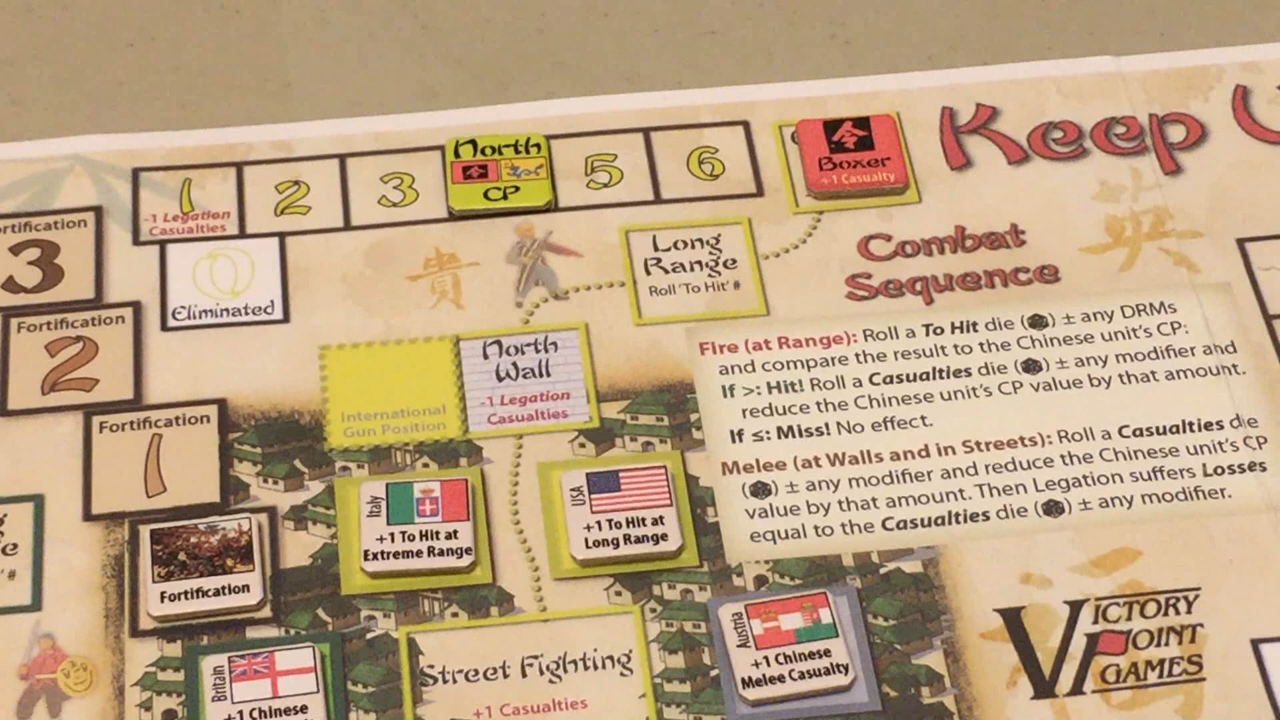 Keep
North
CP
1
-1 Legation
Casualties
2
3
5
6
Boxer
+1 Casualty
Eliminated
貴
英
Long
Range
Roll 'To Hit' #
Combat
Sequence
3
Fortification
2
Fortification
1
Fortification
International
Gun Position
North
Wall
-1 Legation
Casualties
Fire (at Range): Roll a To Hit die ( ) ± any DRMs
and compare the result to the Chinese unit's CP:
If >: Hit! Roll a Casualties die ( ) ± any modifier and
reduce the Chinese unit's CP value by that amount.
If ≤: Miss! No effect.
Melee (at Walls and in Streets): Roll a Casualties die
( ) ± any modifier and reduce the Chinese unit's CP
value by that amount. Then Legation suffers Losses
equal to the Casualties die ( ) ± any modifier.
Italy
+1 To Hit at
Extreme Range
USA
+1 To Hit at
Long Range
Britain
+1 Chinese
Street Fighting
+1 Casualties
Austria
+1 Chinese
Melee Casualty
VICTORY
POINT
GAMES